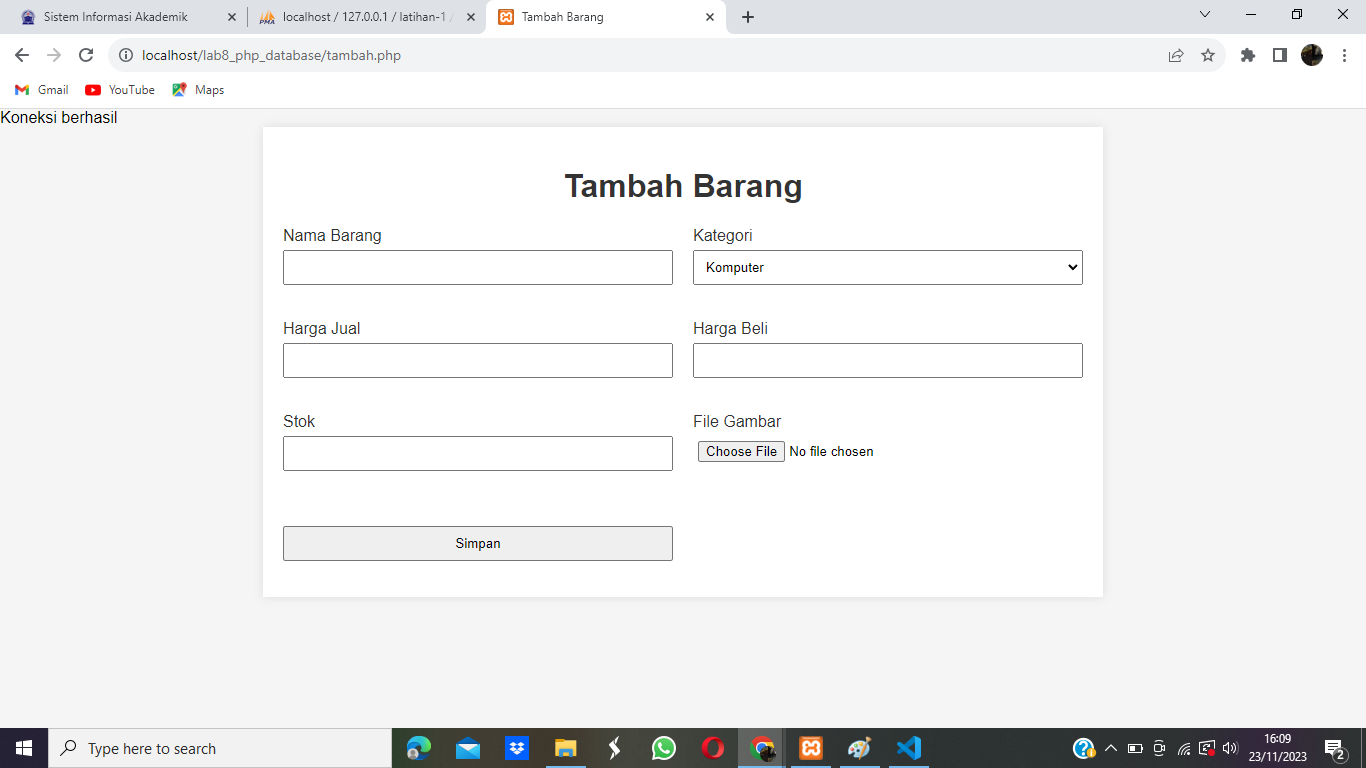 Sistem Informasi Akademik
localhost / 127.0.0.1 / latihan-1 /
Tambah Barang
localhost/lab8_php_database/tambah.php
Gmail
YouTube
Maps
Koneksi berhasil
Tambah Barang
Nama Barang
Kategori
Komputer
Harga Jual
Harga Beli
Stok
File Gambar
Choose File No file chosen
Simpan
Type here to search
16:09
23/11/2023
2